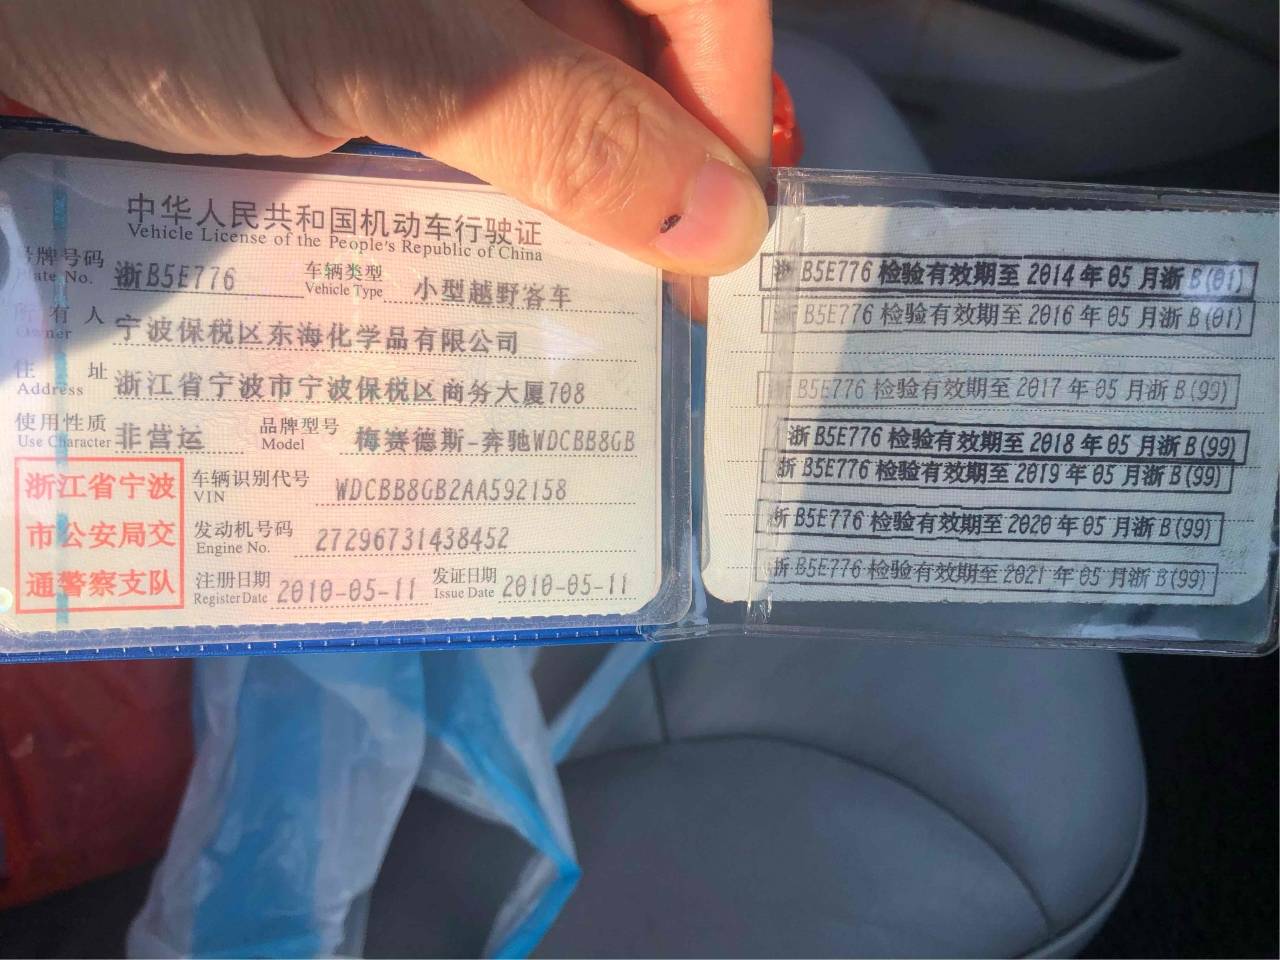 中华人民共和国机动车行驶证
Vehicle License of the People's Republic of China
号牌号码 浙B5E776 车辆类型 小型越野客车
Plate No. Vehicle Type
所有人 宁波保税区东海化学品有限公司
Owner
住址 浙江省宁波市宁波保税区商务大厦708
Address
使用性质 非营运 品牌型号 梅赛德斯-奔驰WDCBB8GB
Use Character Model
浙江省宁波
市公安局交
通警察支队
车辆识别代号 WDCBB8GB2AA592158
VIN
发动机号码 27296731438452
Engine No.
注册日期 2010-05-11 发证日期 2010-05-11
Register Date Issue Date
浙B5E776检验有效期至2014年05月浙B(01)
B5E776检验有效期至2016年05月浙B(01)
B5E776检验有效期至2017年05月浙B(99)
浙B5E776检验有效期至2018年05月浙B(99)
浙B5E776检验有效期至2019年05月浙B(99)
浙B5E776检验有效期至2020年05月浙B(99)
浙B5E776检验有效期至2021年05月浙B(99)